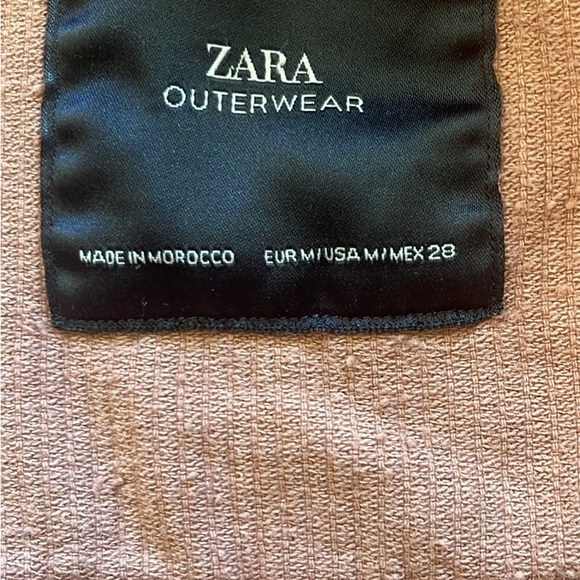 ZARA
OUTERWEAR
MADE IN MOROCCO EUR M/USA M/MEX 28